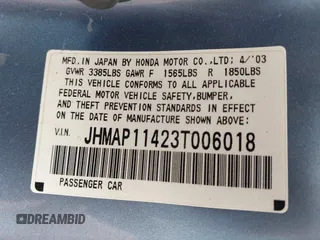 MFD. IN JAPAN BY HONDA MOTOR CO., LTD; 4/'03
GVWR 3385LBS GAWR F 1565LBS R 1850LBS
THIS VEHICLE CONFORMS TO ALL APPLICABLE
FEDERAL MOTOR VEHICLE SAFETY, BUMPER,
AND THEFT PREVENTION STANDARDS IN EFFECT
ON THE DATE OF MANUFACTURE SHOWN ABOVE.
V.I.N. JHMAP11423T006018
PASSENGER CAR
DREAMBID